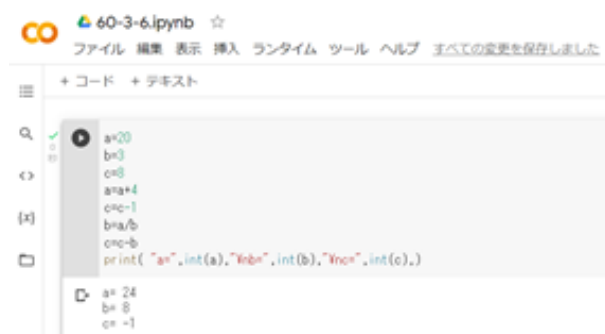 60-3-6.ipynb ☆
ファイル 編集 表示 挿入 ランタイム ツール ヘルプ すべての変更を保存しました
+ コード + テキスト
0
秒
a=20
b=3
c=8
a=a+4
c=c-1
b=a/b
c=c-b
print( "a=",int(a),"¥nb=",int(b),"¥nc=",int(c),)
{x}
a= 24
b= 8
c= -1